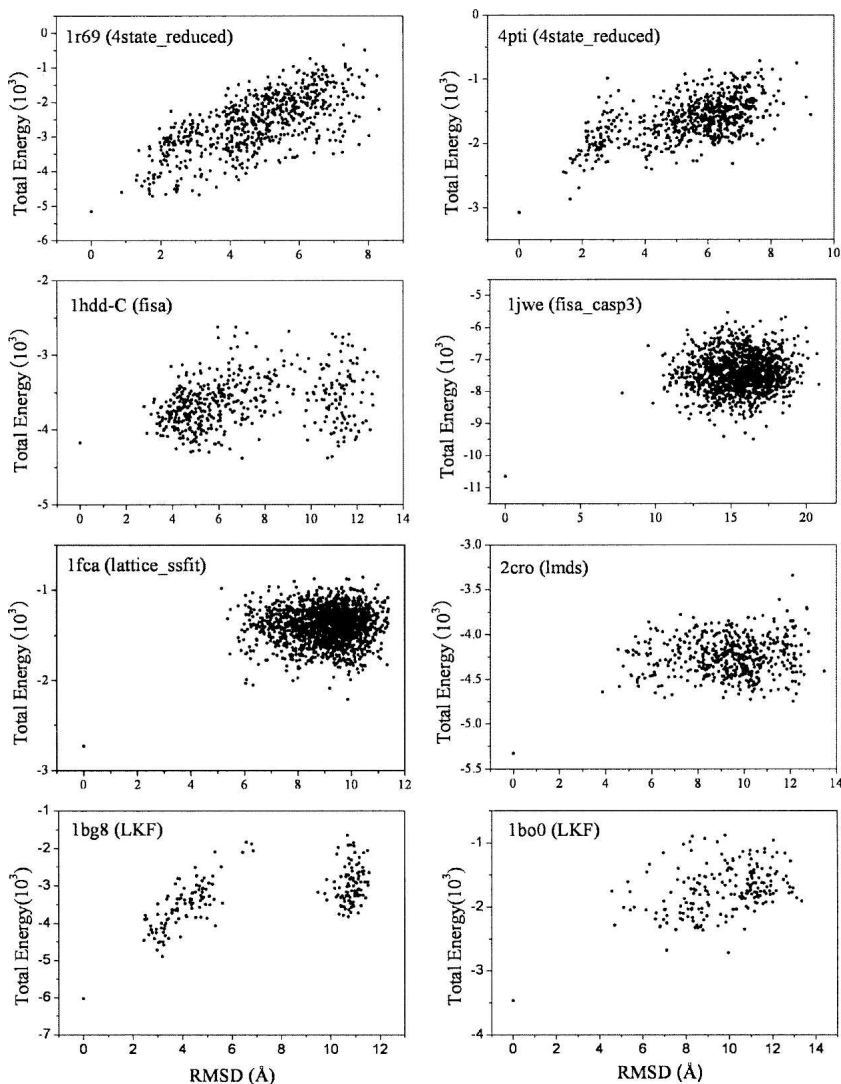 1r69 (4state_reduced)
Total Energy (10³)
0
-1
-2
-3
-4
-5
-6
0 2 4 6 8
4pti (4state_reduced)
Total Energy (10³)
0
-1
-2
-3
0 2 4 6 8 10
1hdd-C (fisa)
Total Energy (10³)
-2
-3
-4
-5
0 2 4 6 8 10 12 14
1jwe (fisa_casp3)
Total Energy (10³)
-5
-6
-7
-8
-9
-10
-11
0 5 10 15 20
1fca (lattice_ssfit)
Total Energy (10³)
-1
-2
-3
0 2 4 6 8 10 12
2cro (lmds)
Total Energy (10³)
-3.0
-3.5
-4.0
-4.5
-5.0
-5.5
0 2 4 6 8 10 12 14
1bg8 (LKF)
Total Energy(10³)
-1
-2
-3
-4
-5
-6
-7
0 2 4 6 8 10 12
RMSD (Å)
1bo0 (LKF)
Total Energy(10³)
-1
-2
-3
-4
0 2 4 6 8 10 12 14
RMSD (Å)